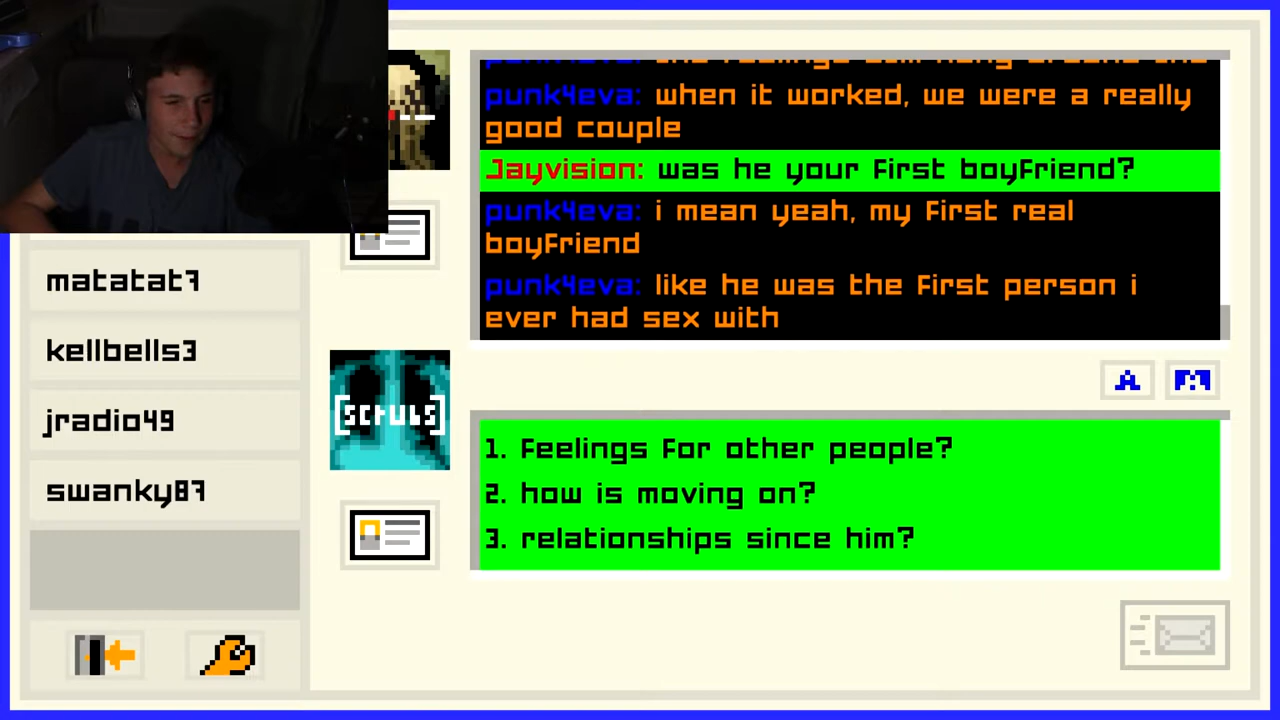 punk4eva: when it worked, we were a really
good couple
Jayvision: was he your first boyfriend?
punk4eva: i mean yeah, my first real
boyfriend
punk4eva: like he was the first person i
ever had sex with
matatat7
kellbells3
jradio49
swanky87
[scrubs]
1. feelings for other people?
2. how is moving on?
3. relationships since him?